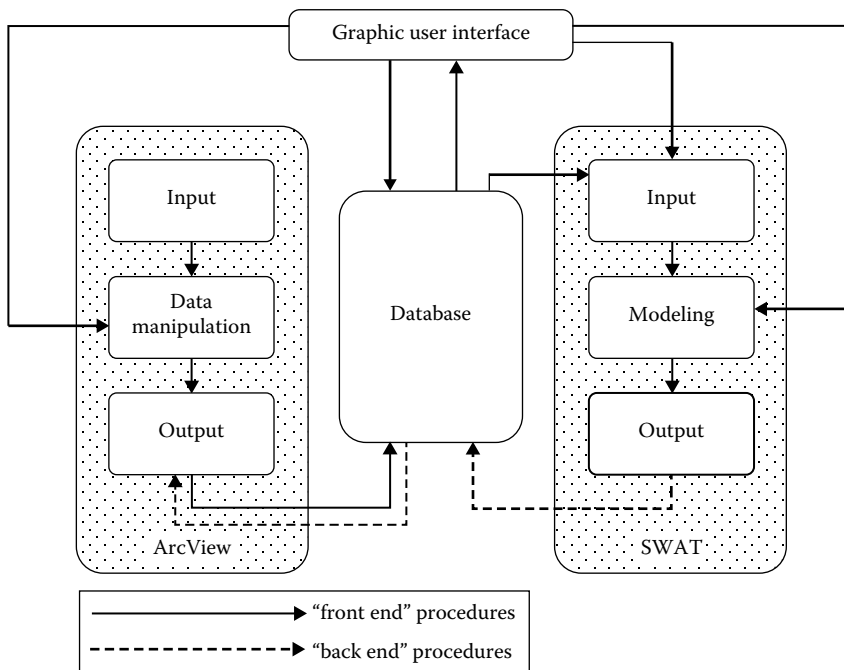 Graphic user interface
Input
Data
manipulation
Output
ArcView
Database
Input
Modeling
Output
SWAT
“front end” procedures
“back end” procedures